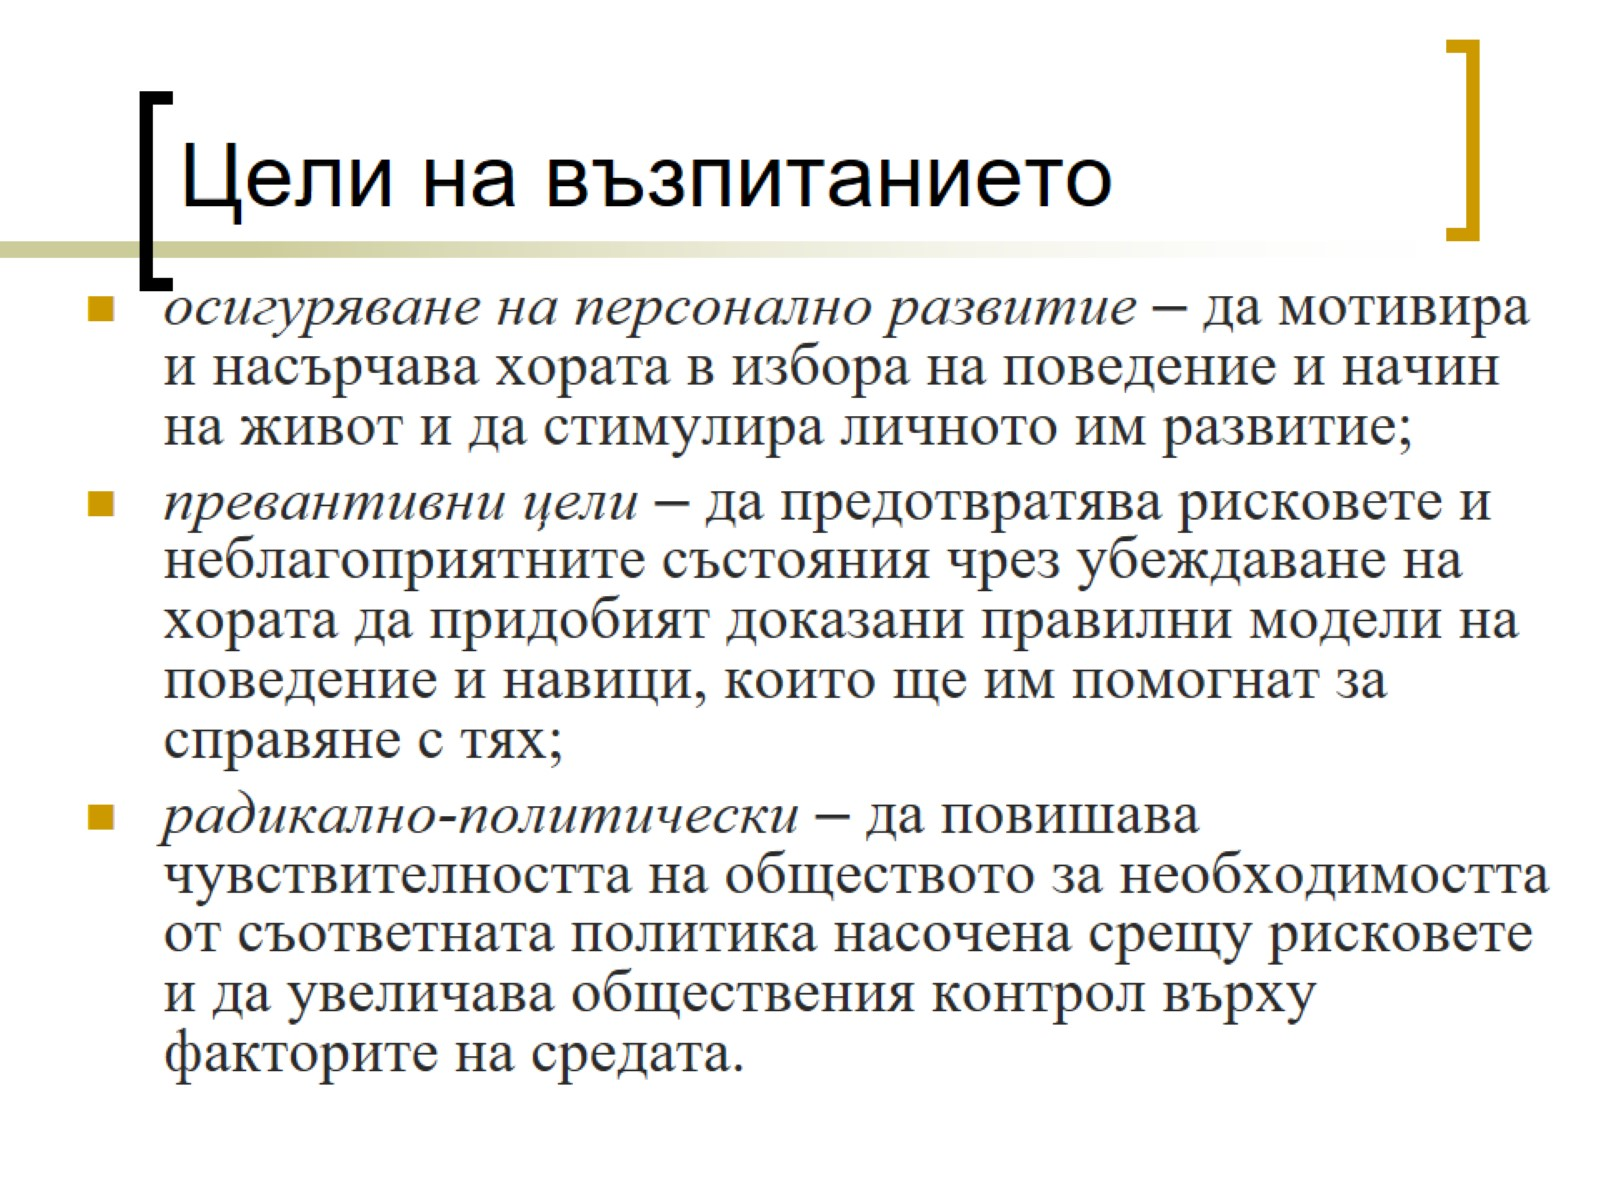 Цели на възпитанието
осигуряване на персонално развитие – да мотивира
и насърчава хората в избора на поведение и начин
на живот и да стимулира личното им развитие;
превантивни цели – да предотвратява рисковете и
неблагоприятните състояния чрез убеждаване на
хората да придобият доказани правилни модели на
поведение и навици, които ще им помогнат за
справяне с тях;
радикално-политически – да повишава
чувствителността на обществото за необходимостта
от съответната политика насочена срещу рисковете
и да увеличава обществения контрол върху
факторите на средата.